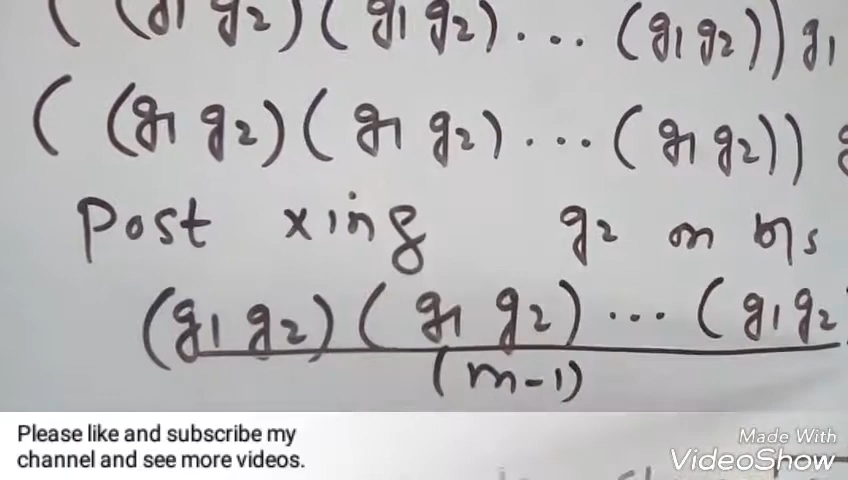 ( (g1 g2) ( g1 g2) ... (g1 g2)) g1
( (g1 g2) ( g1 g2) ... ( g1 g2))
Post xing g2 on b/s
(g1 g2) ( g1 g2) ... ( g1 g2
(m-1)
Please like and subscribe my
channel and see more videos.
Made With
VideoShow